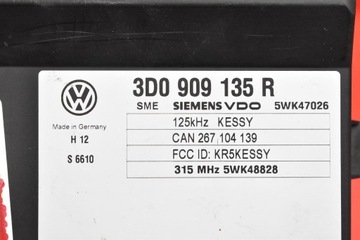 3D0 909 135 R
SME SIEMENS VDO 5WK47026
125kHz KESSY
CAN 267 104 139
FCC ID: KR5KESSY
315 MHz 5WK48828
Made in Germany
H 12
S 6610